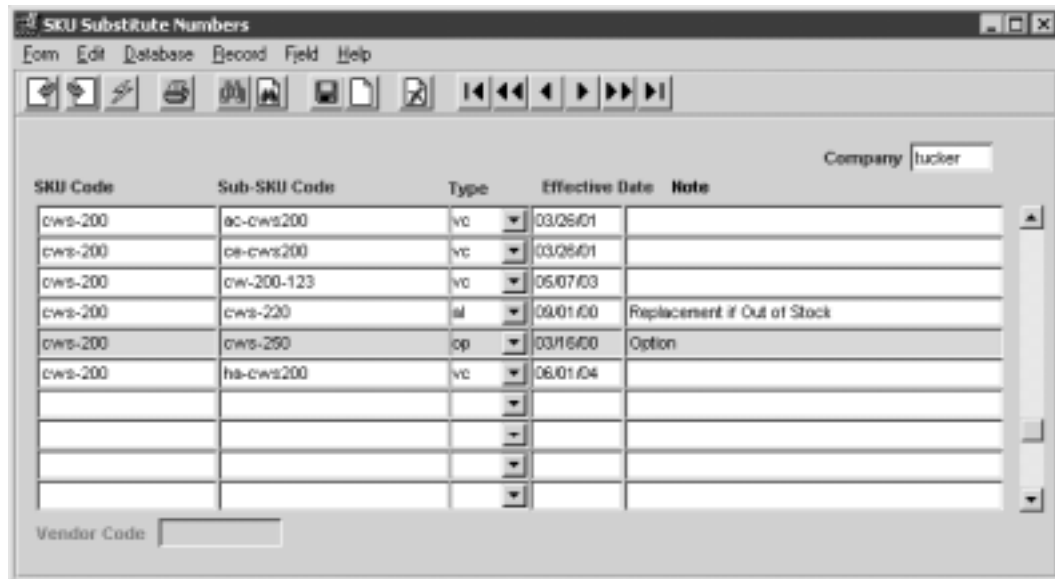 SKU Substitute Numbers
Form Edit Database Record Field Help
Company tucker
SKU Code Sub-SKU Code Type Effective Date Note
cws-200 ac-cws200 vc 03/26/01
cws-200 ce-cws200 vc 03/26/01
cws-200 cw-200-123 vc 05/07/03
cws-200 cws-220 al 09/01/00 Replacement if Out of Stock
cws-200 cws-250 op 03/16/00 Option
cws-200 ha-cws200 vc 06/01/04
Vendor Code